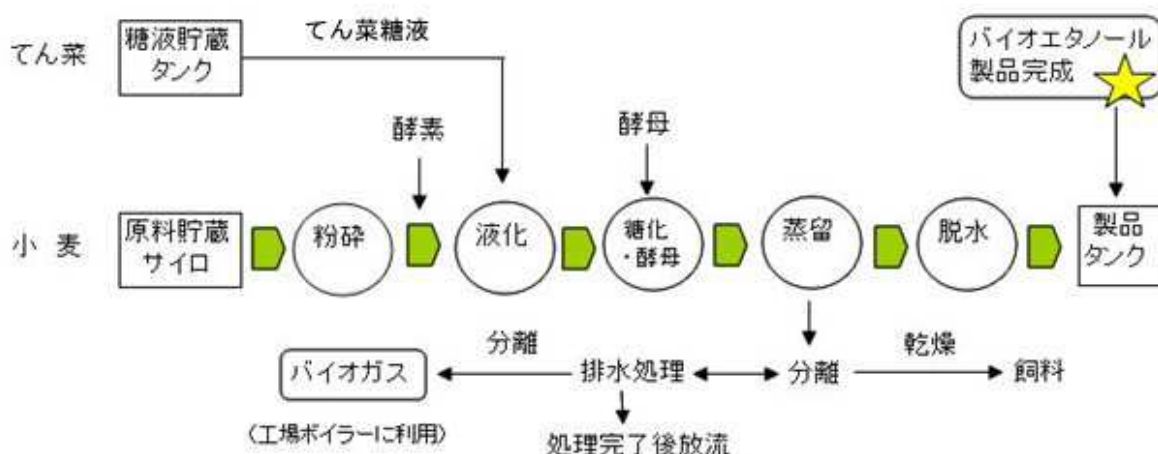 てん菜
糖液貯蔵
タンク
てん菜糖液
バイオエタノール
製品完成
酵素
酵母
小麦
原料貯蔵
サイロ
粉砕
液化
糖化
・酵母
蒸留
脱水
製品
タンク
バイオガス
分離
排水処理
分離
乾燥
飼料
〈工場ボイラーに利用〉
処理完了後放流